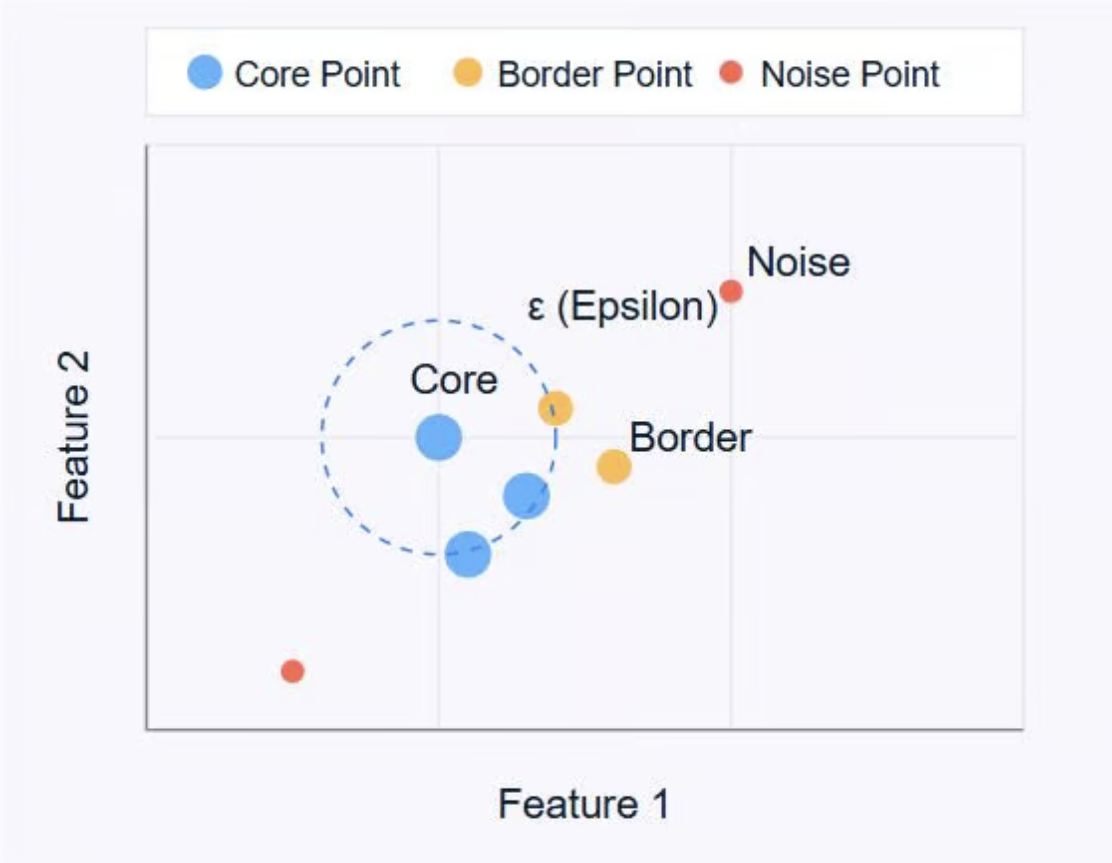 Core Point
Border Point
Noise Point
Noise
ε (Epsilon)
Core
Border
Feature 2
Feature 1